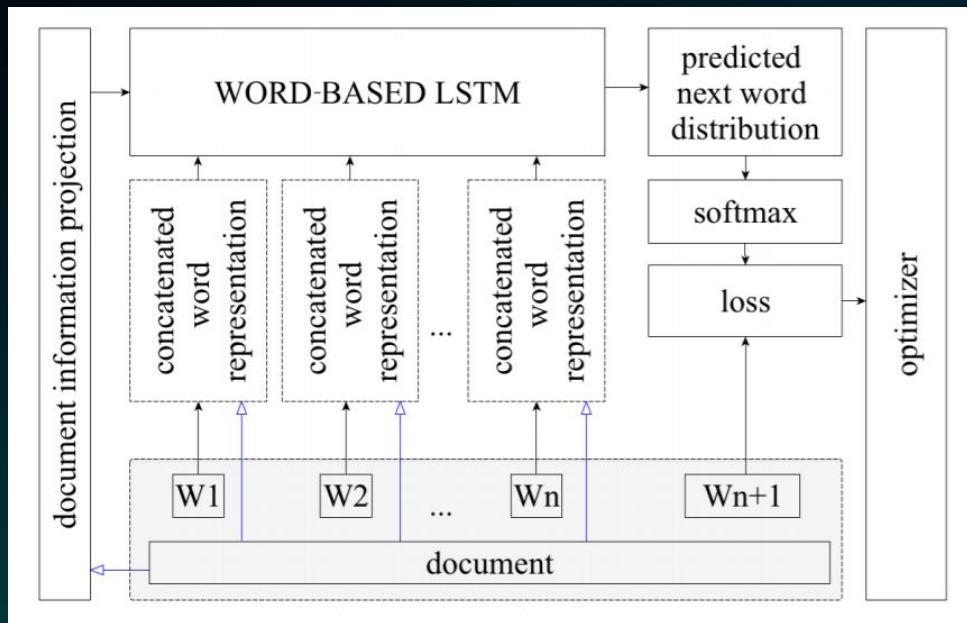 document information projection
WORD-BASED LSTM
predicted
next word
distribution
softmax
loss
optimizer
concatenated
word
representation
concatenated
word
representation
...
concatenated
word
representation
W1
W2
...
Wn
Wn+1
document